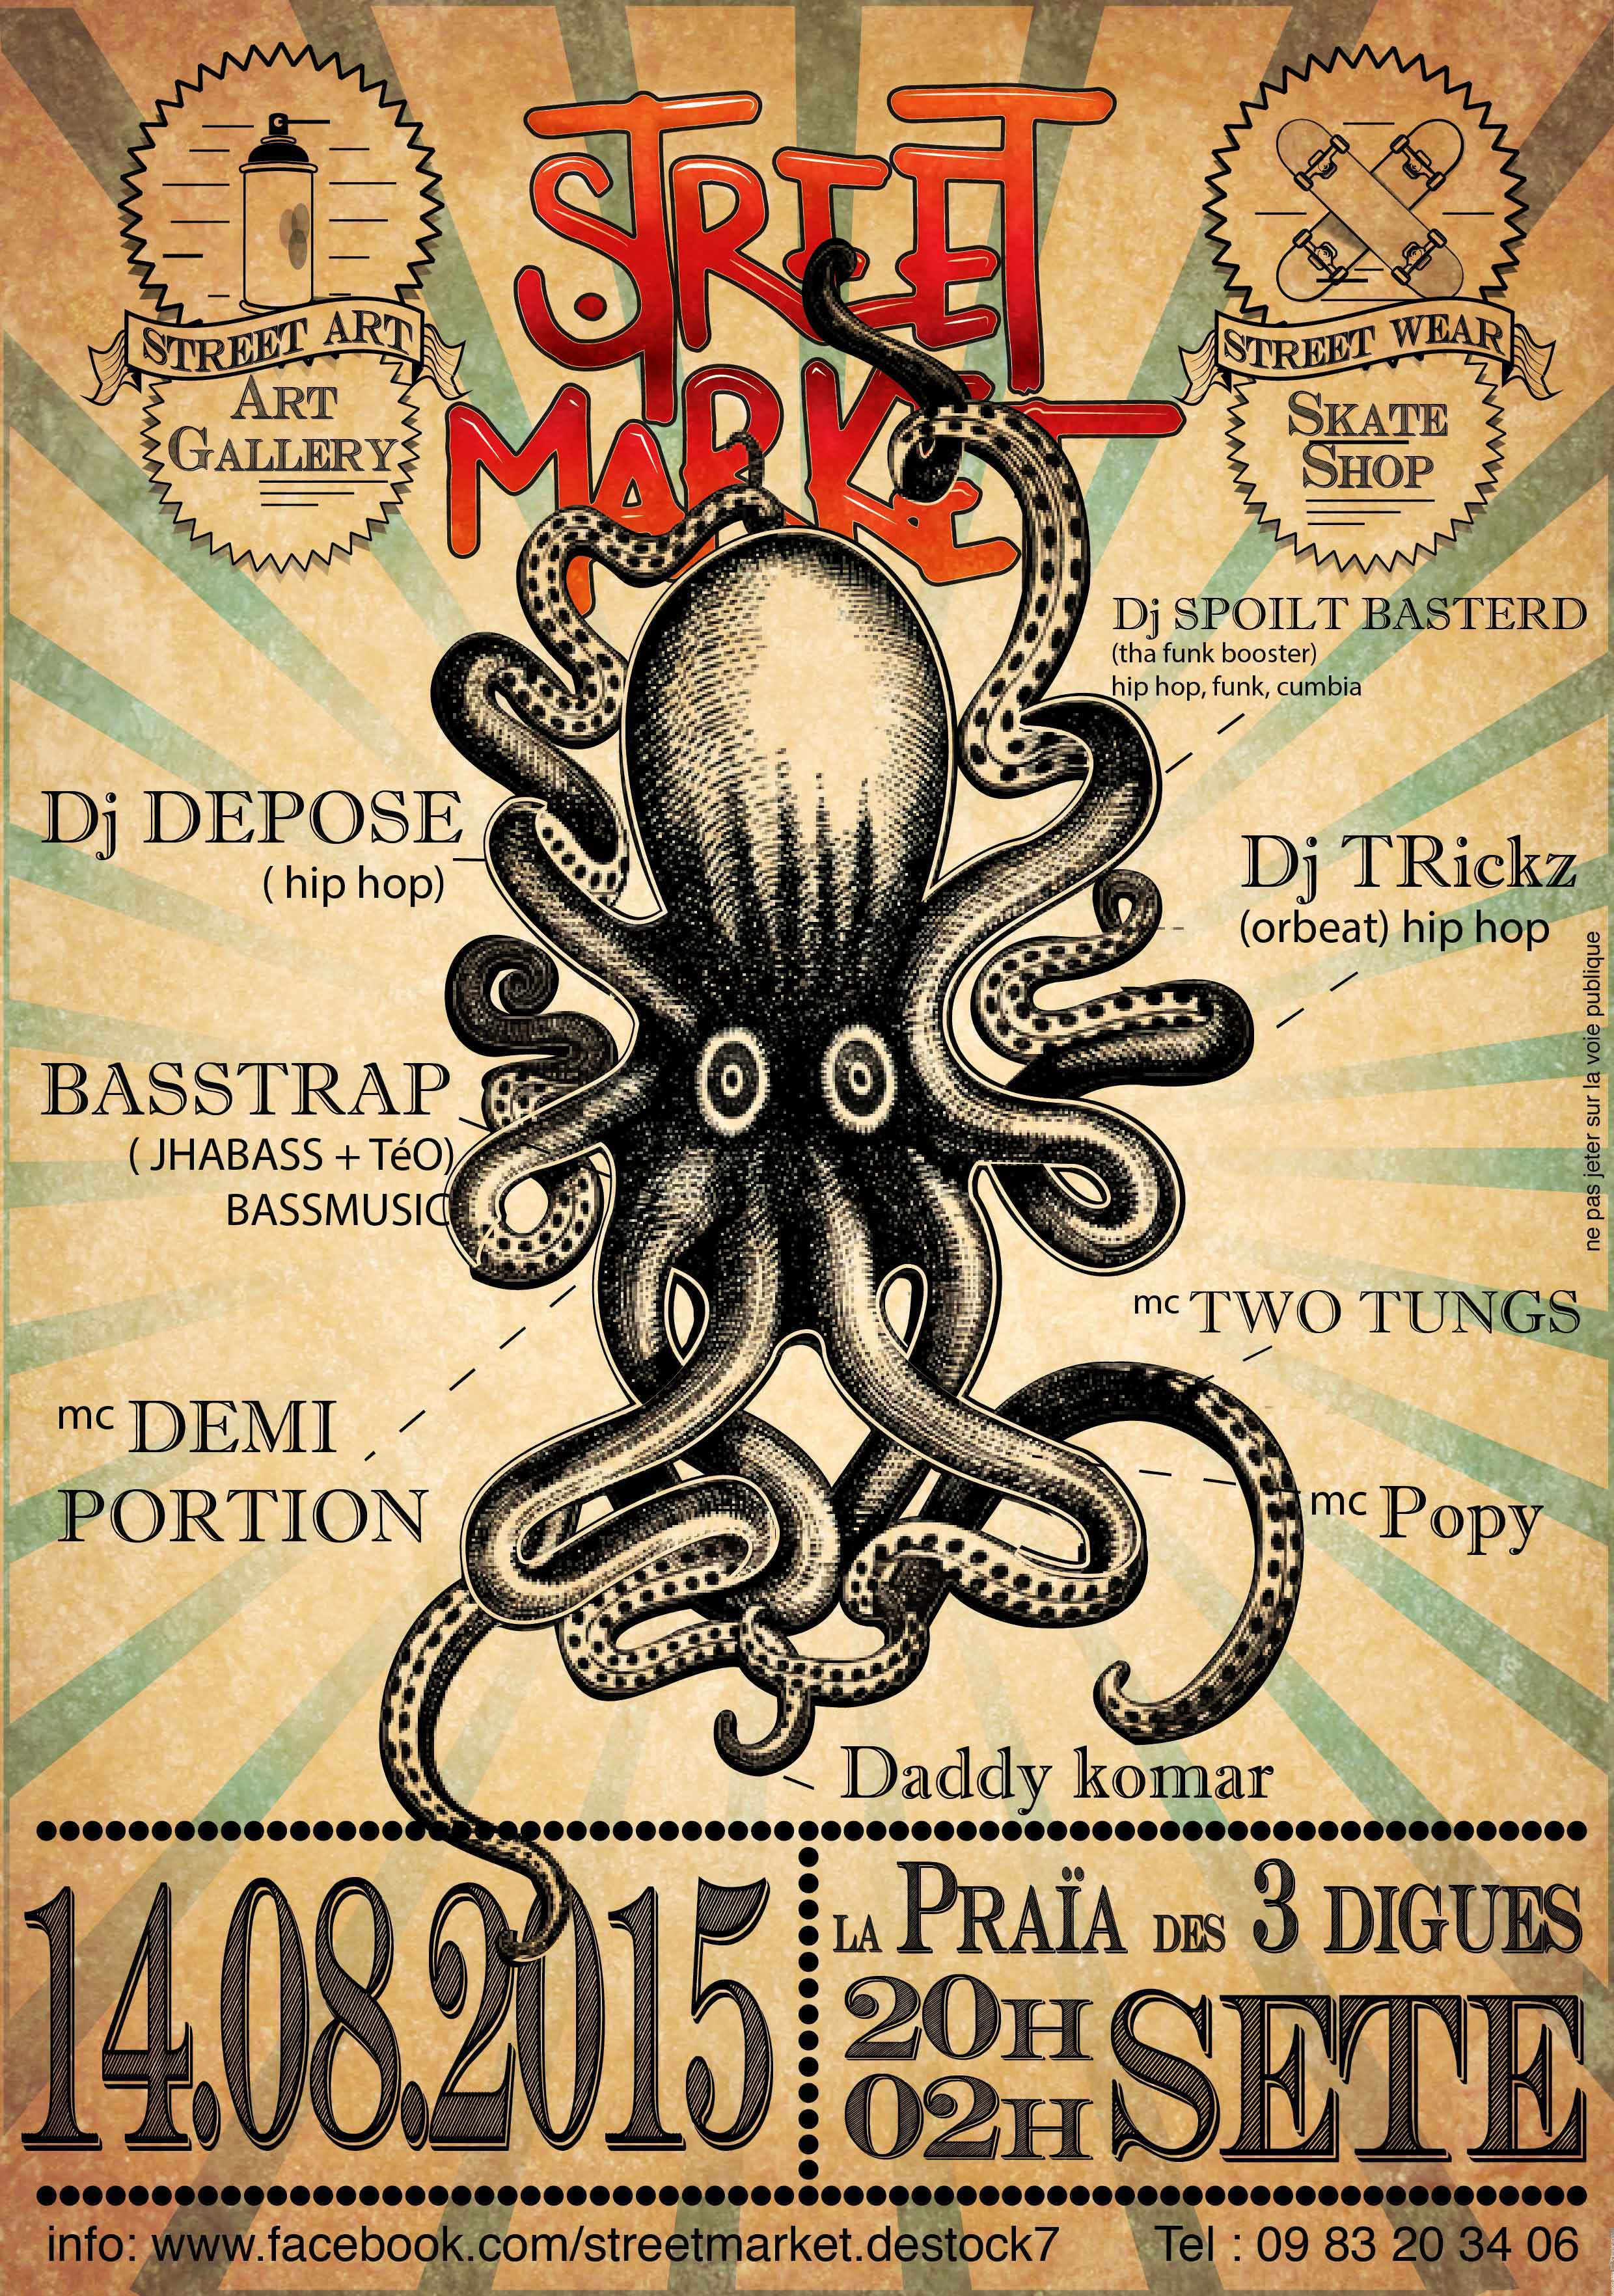 STREET MARKET
STREET ART
ART
GALLERY
STREET WEAR
SKATE
SHOP
Dj SPOILT BASTERD
(tha funk booster)
hip hop, funk, cumbia
Dj DEPOSE
( hip hop)
Dj TRickz
(orbeat) hip hop
BASSTRAP
( JHABASS + TéO)
BASSMUSIC
mc TWO TUNGS
mc DEMI
PORTION
mc Popy
Daddy komar
ne pas jeter sur la voie publique
14.08.2015
LA PRAÏA DES 3 DIGUES
20H
02H
SETE
info: www.facebook.com/streetmarket.destock7
Tel : 09 83 20 34 06